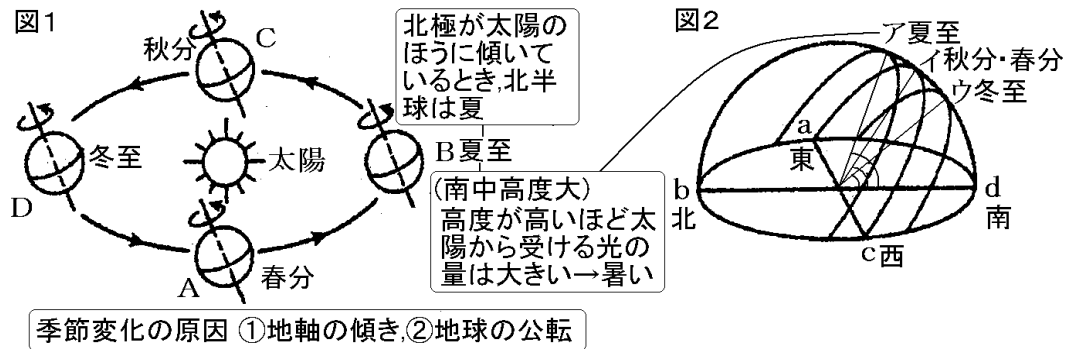 図1
秋分
C
北極が太陽の
ほうに傾いて
いるとき,北半
球は夏
冬至
D
太陽
B 夏至
A
春分
(南中高度大)
高度が高いほど太
陽から受ける光の
量は大きい→暑い
季節変化の原因 ①地軸の傾き,②地球の公転
図2
ア夏至
イ秋分・春分
ウ冬至
a
東
b
北
d
南
c西